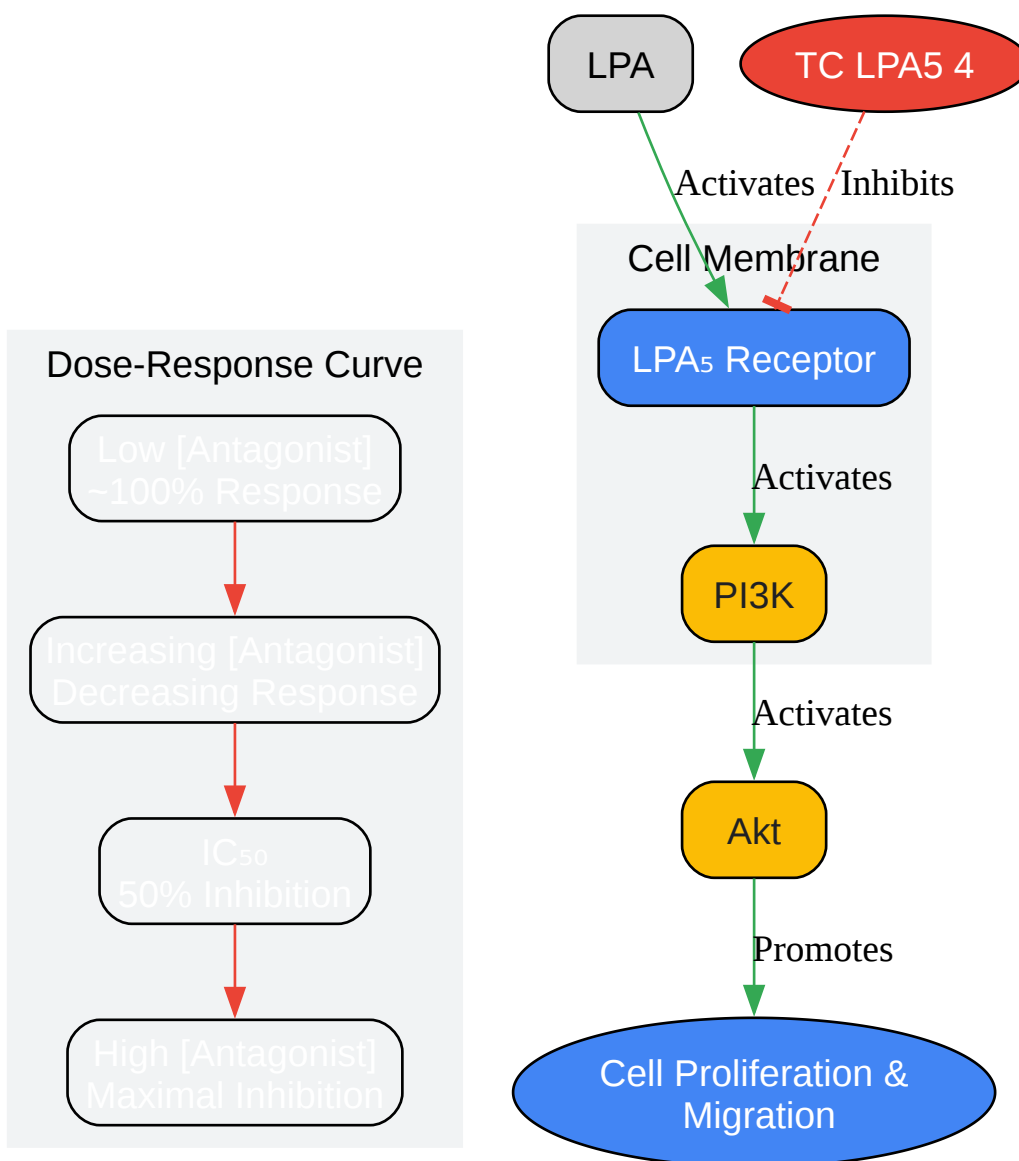 LPA
TC LPA5 4
Activates
Inhibits
Cell Membrane
LPA₅ Receptor
Activates
PI3K
Activates
Akt
Promotes
Cell Proliferation &
Migration
Dose-Response Curve
Low [Antagonist]
~100% Response
Increasing [Antagonist]
Decreasing Response
IC₅₀
50% Inhibition
High [Antagonist]
Maximal Inhibition